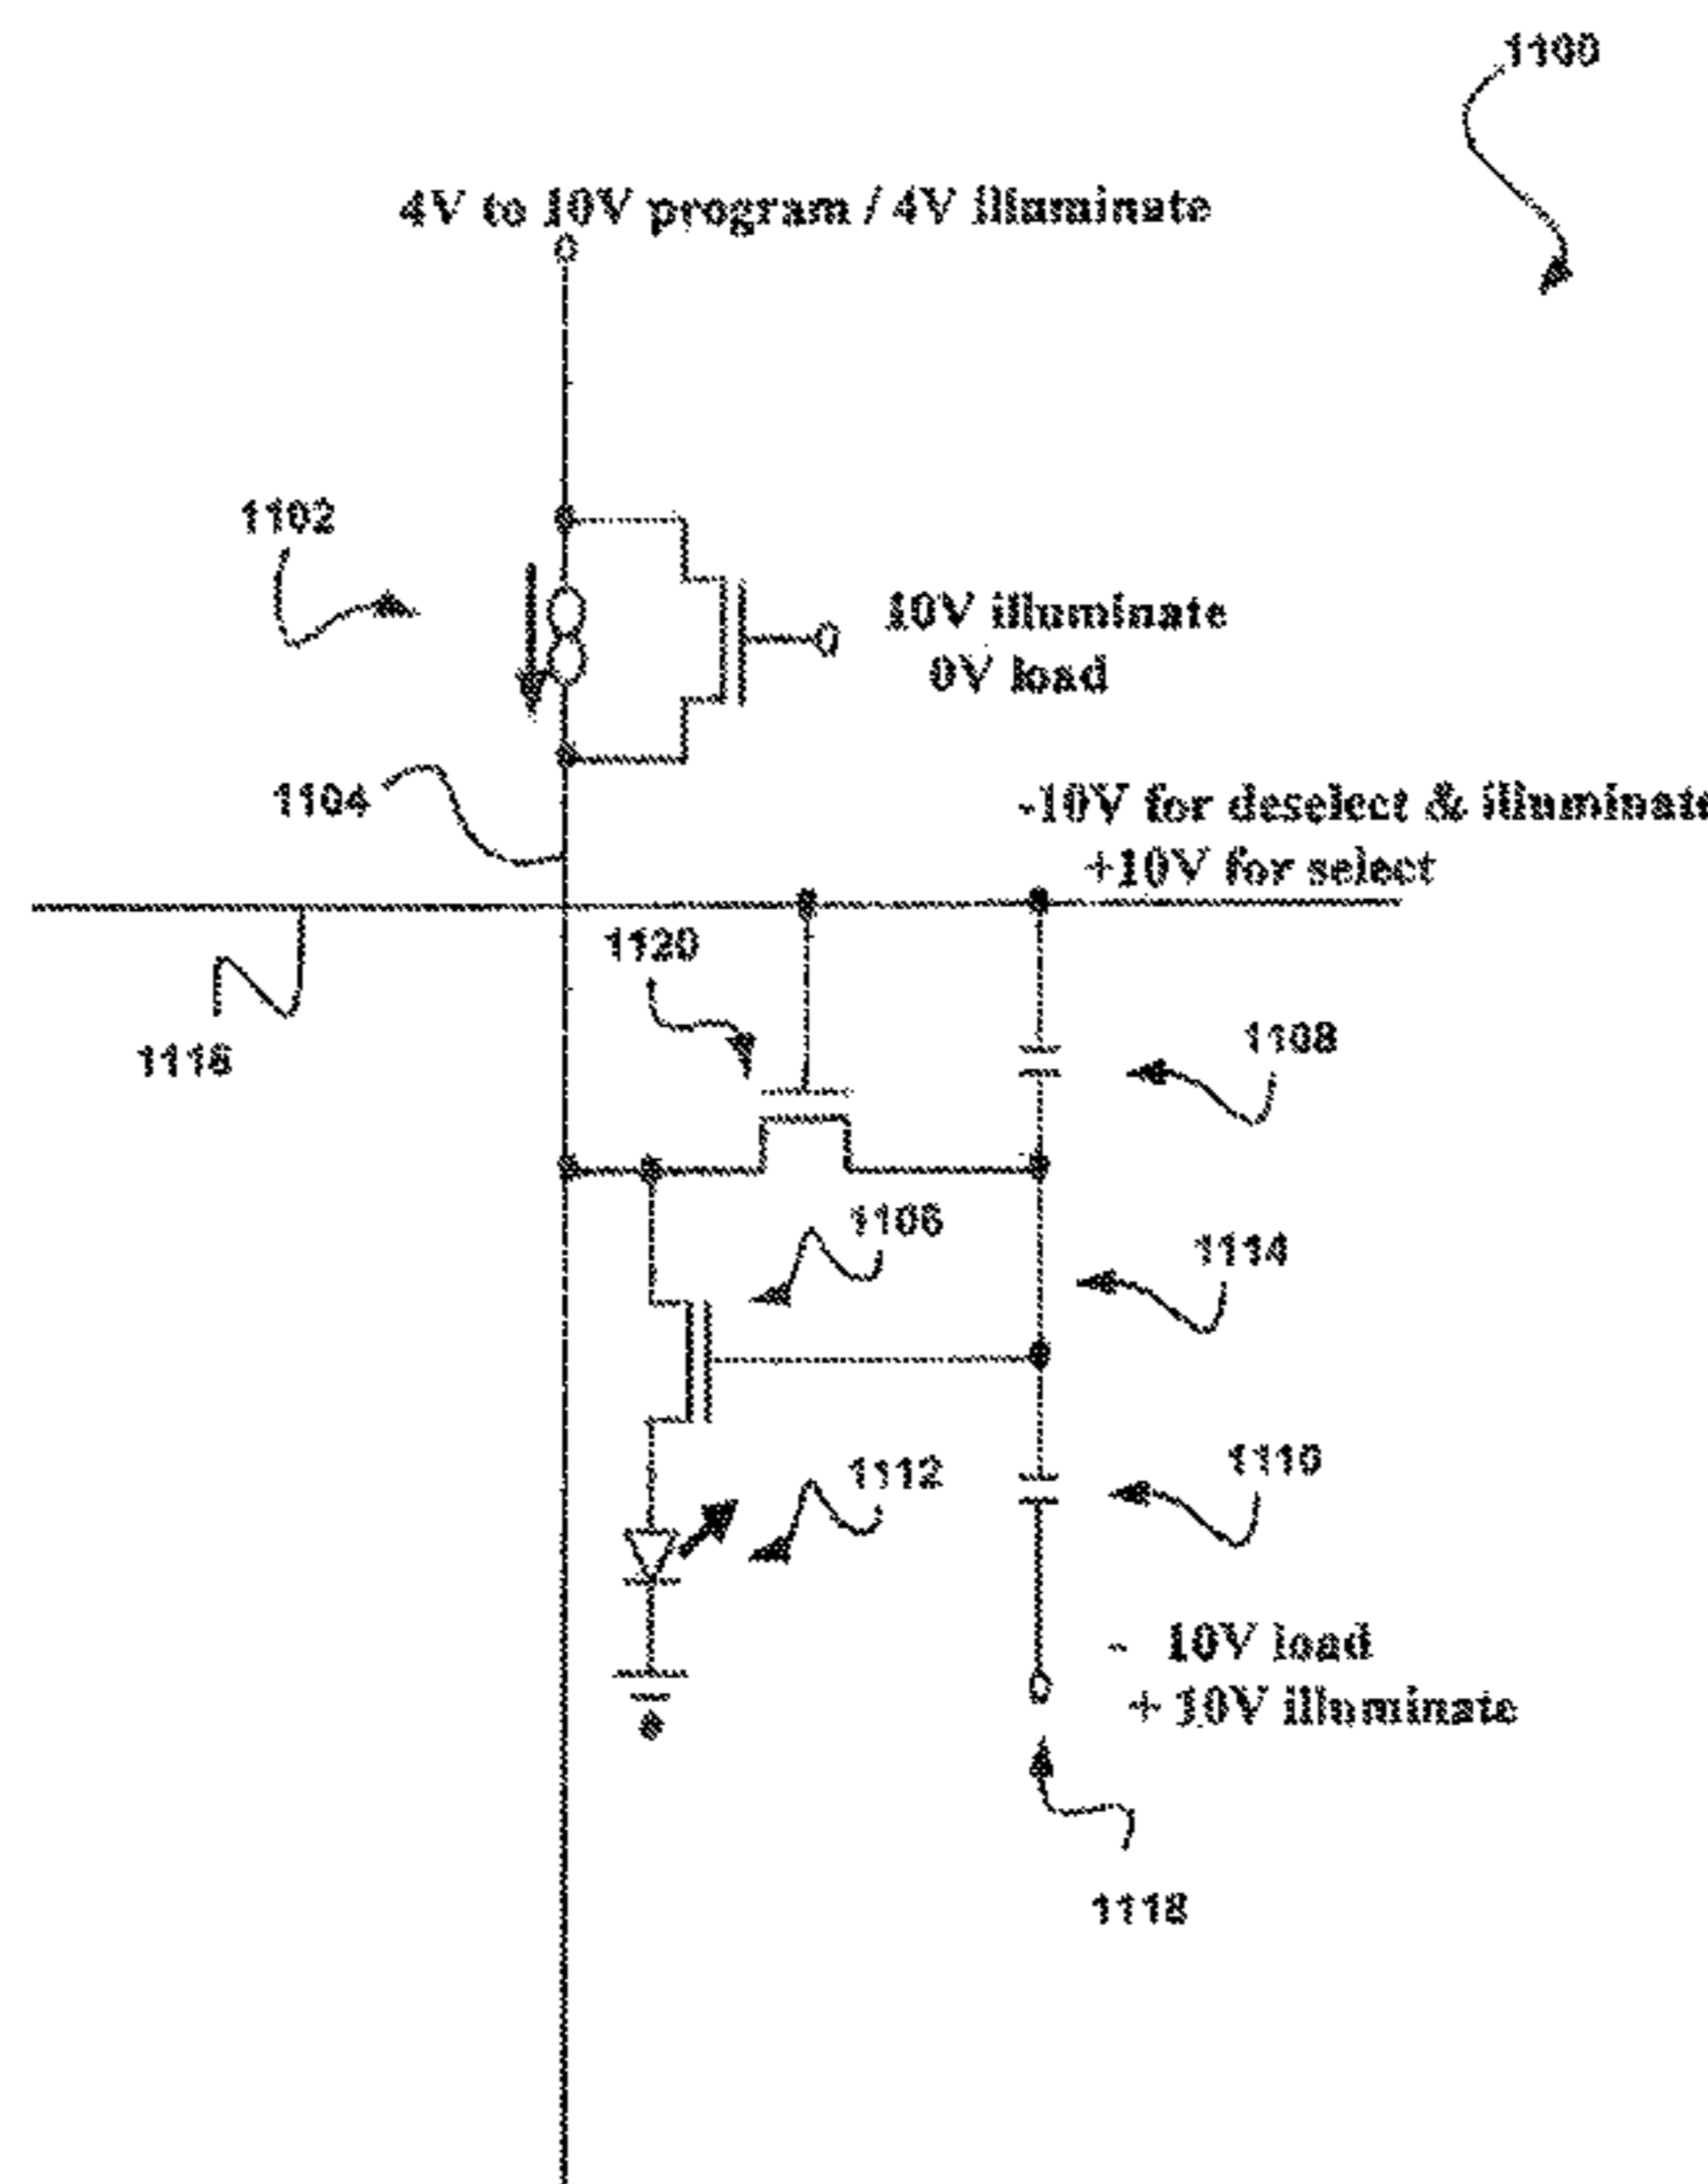 1100
4V to 10V program / 4V illuminate
1102
10V illuminate
0V load
1104
-10V for deselect & illuminate
+10V for select
1120
1116
1108
1106
1114
1112
1110
- 10V load
+ 10V illuminate
1118